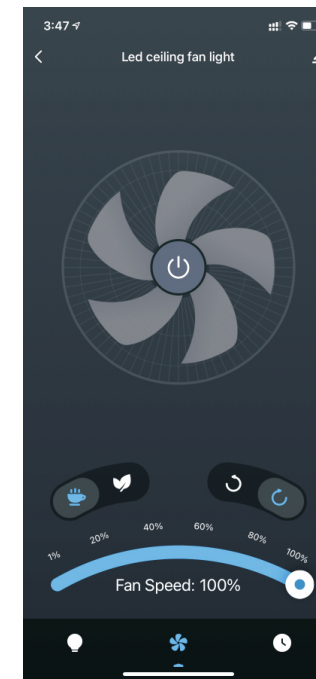 3:47
Led ceiling fan light
1% 20% 40% 60% 80% 100%
Fan Speed: 100%